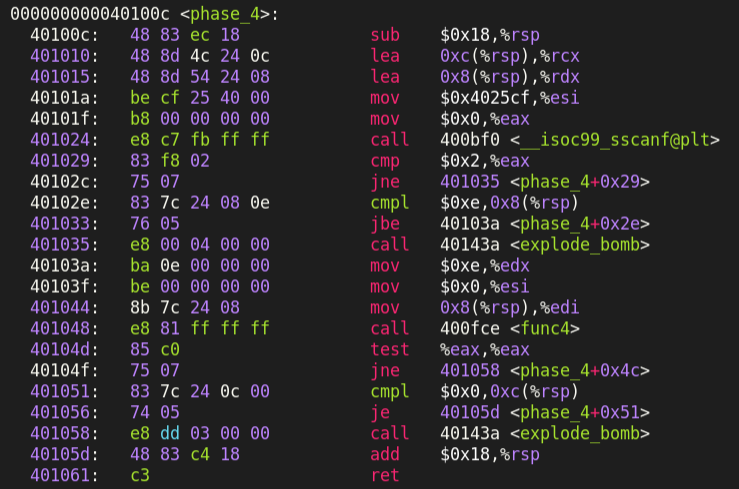 000000000040100c <phase_4>:
40100c: 48 83 ec 18 sub $0x18,%rsp
401010: 48 8d 4c 24 0c lea 0xc(%rsp),%rcx
401015: 48 8d 54 24 08 lea 0x8(%rsp),%rdx
40101a: be cf 25 40 00 mov $0x4025cf,%esi
40101f: b8 00 00 00 00 mov $0x0,%eax
401024: e8 c7 fb ff ff call 400bf0 <__isoc99_sscanf@plt>
401029: 83 f8 02 cmp $0x2,%eax
40102c: 75 07 jne 401035 <phase_4+0x29>
40102e: 83 7c 24 08 0e cmpl $0xe,0x8(%rsp)
401033: 76 05 jbe 40103a <phase_4+0x2e>
401035: e8 00 04 00 00 call 40143a <explode_bomb>
40103a: ba 0e 00 00 00 mov $0xe,%edx
40103f: be 00 00 00 00 mov $0x0,%esi
401044: 8b 7c 24 08 mov 0x8(%rsp),%edi
401048: e8 81 ff ff ff call 400fce <func4>
40104d: 85 c0 test %eax,%eax
40104f: 75 07 jne 401058 <phase_4+0x4c>
401051: 83 7c 24 0c 00 cmpl $0x0,0xc(%rsp)
401056: 74 05 je 40105d <phase_4+0x51>
401058: e8 dd 03 00 00 call 40143a <explode_bomb>
40105d: 48 83 c4 18 add $0x18,%rsp
401061: c3 ret